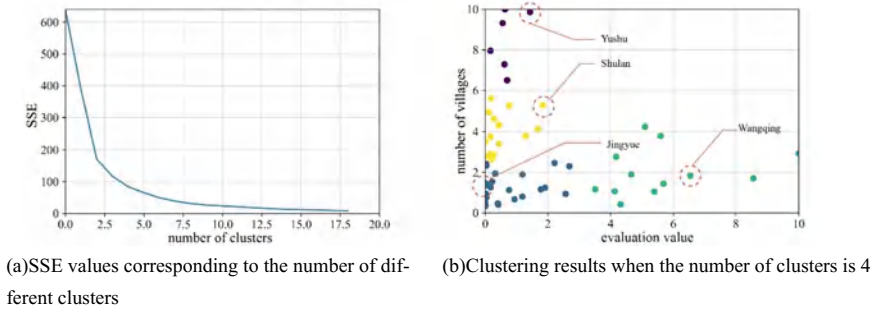 600
500
400
300
200
100
0
SSE
0.0 2.5 5.0 7.5 10.0 12.5 15.0 17.5 20.0
number of clusters
10
8
6
4
2
0
number of villages
Yushu
Shulan
Jingyue
Wangqing
0 2 4 6 8 10
evaluation value
(a)SSE values corresponding to the number of dif-
ferent clusters
(b)Clustering results when the number of clusters is 4